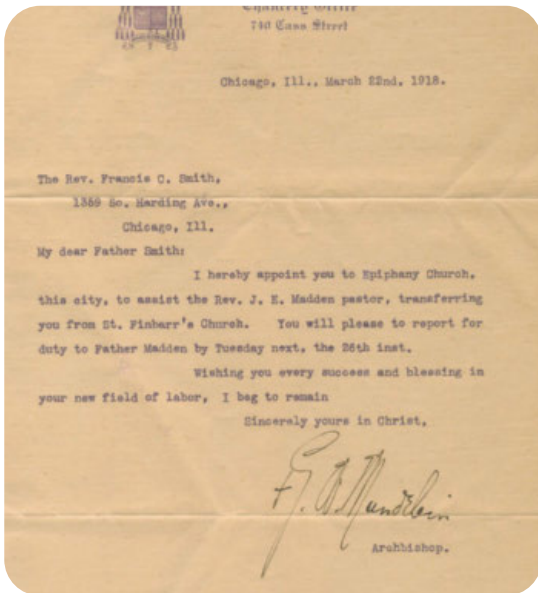 Chancery Office
740 Cass Street
Chicago, Ill., March 22nd, 1918.
The Rev. Francis C. Smith,
1359 So. Harding Ave.,
Chicago, Ill.
My dear Father Smith:
I hereby appoint you to Epiphany Church,
this city, to assist the Rev. J. E. Madden pastor, transferring
you from St. Finbarr's Church. You will please to report for
duty to Father Madden by Tuesday next, the 26th inst.
Wishing you every success and blessing in
your new field of labor, I beg to remain
Sincerely yours in Christ,
G. W. Mundelein
Archbishop.